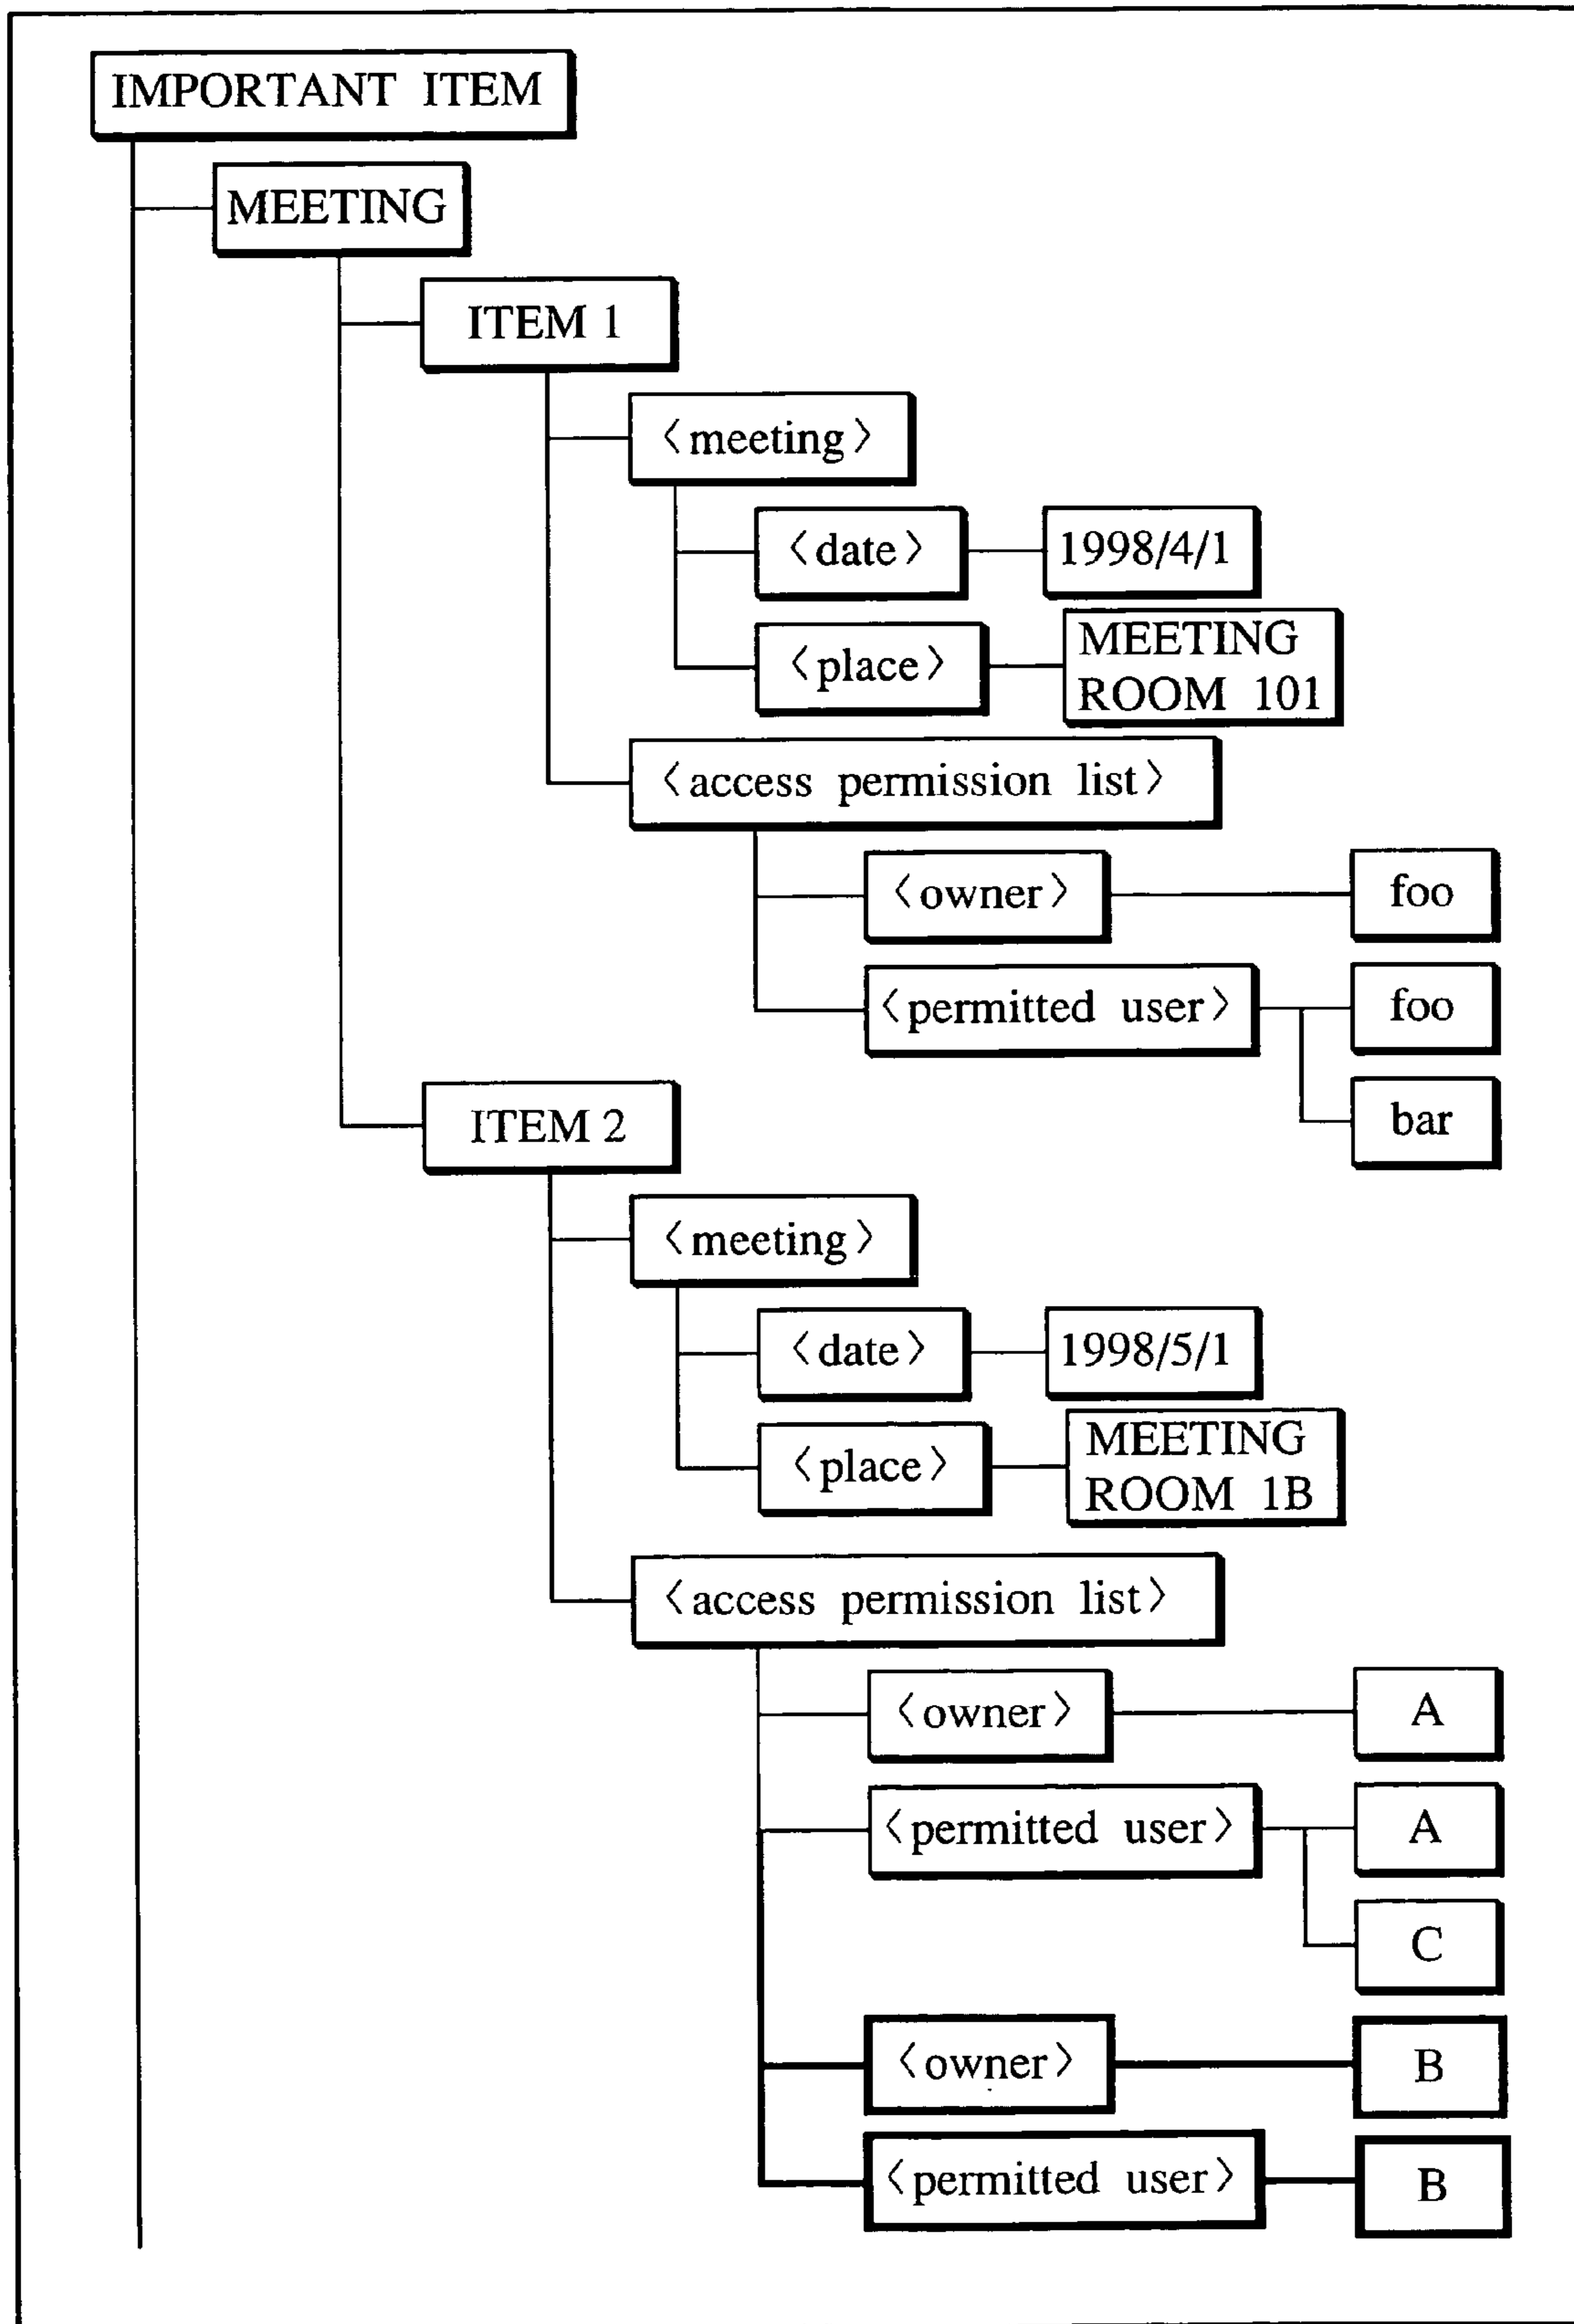 IMPORTANT ITEM
MEETING
ITEM 1
〈meeting〉
〈date〉
1998/4/1
〈place〉
MEETING
ROOM 101
〈access permission list〉
〈owner〉
foo
〈permitted user〉
foo
bar
ITEM 2
〈meeting〉
〈date〉
1998/5/1
〈place〉
MEETING
ROOM 1B
〈access permission list〉
〈owner〉
A
〈permitted user〉
A
C
〈owner〉
B
〈permitted user〉
B